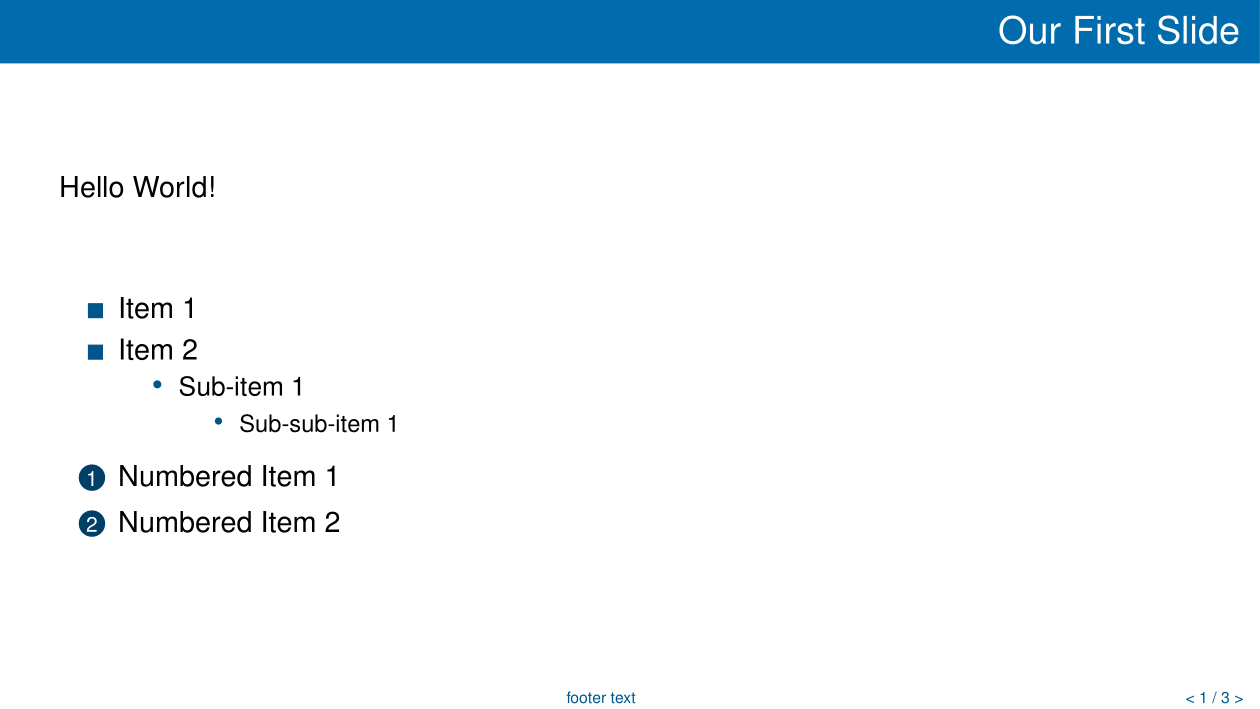 Our First Slide
Hello World!
Item 1
Item 2
Sub-item 1
Sub-sub-item 1
1 Numbered Item 1
2 Numbered Item 2
footer text
< 1 / 3 >